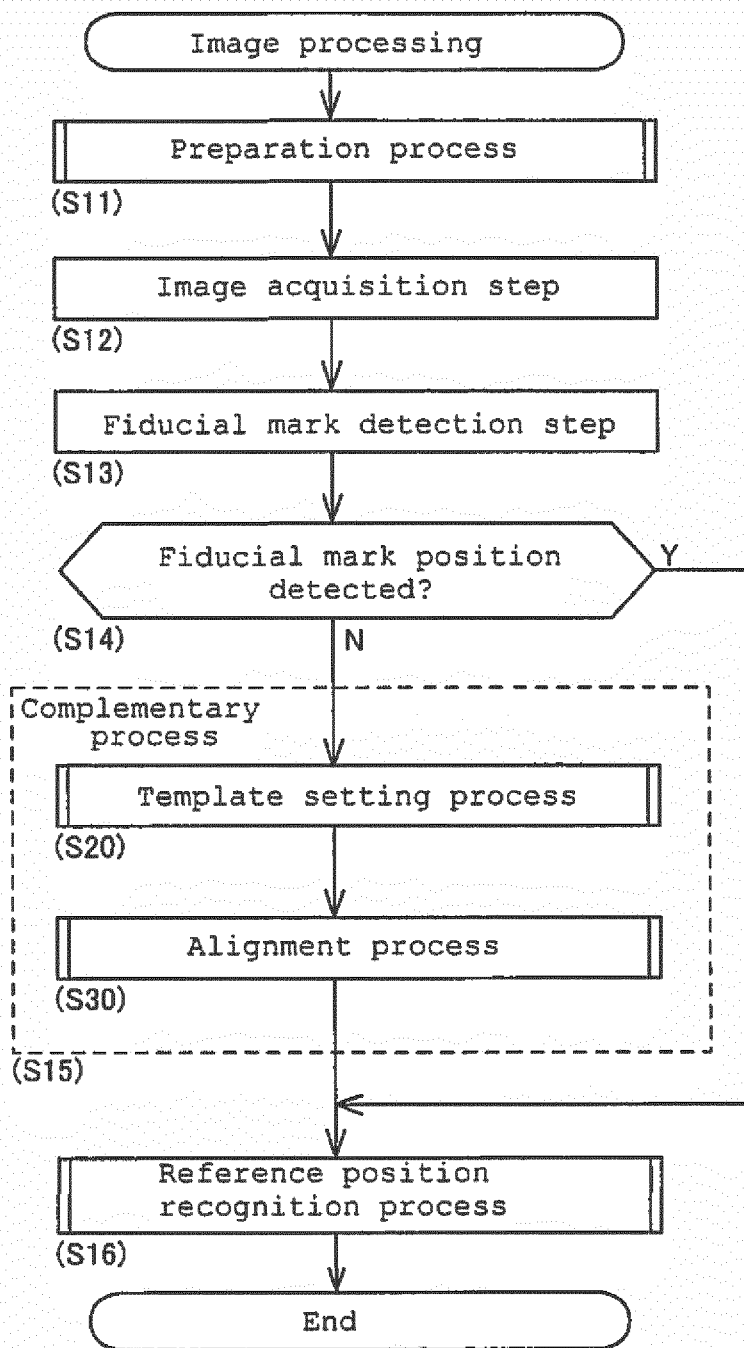 Image processing
Preparation process
(S11)
Image acquisition step
(S12)
Fiducial mark detection step
(S13)
Fiducial mark position
detected?
Y
(S14)
N
Complementary
process
Template setting process
(S20)
Alignment process
(S30)
(S15)
Reference position
recognition process
(S16)
End